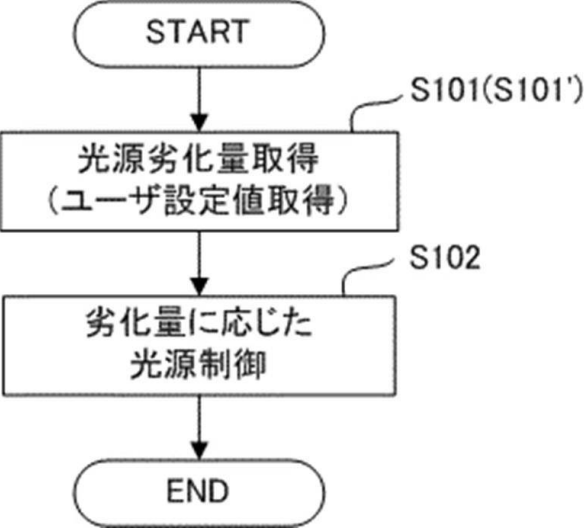 START
S101(S101')
光源劣化量取得
(ユーザ設定値取得)
S102
劣化量に応じた
光源制御
END